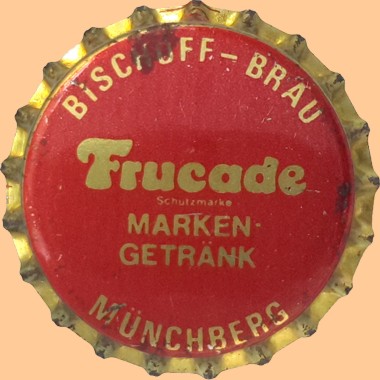 BISCHOFF-BRÄU
Frucade
Schutzmarke
MARKEN-
GETRÄNK
MÜNCHBERG